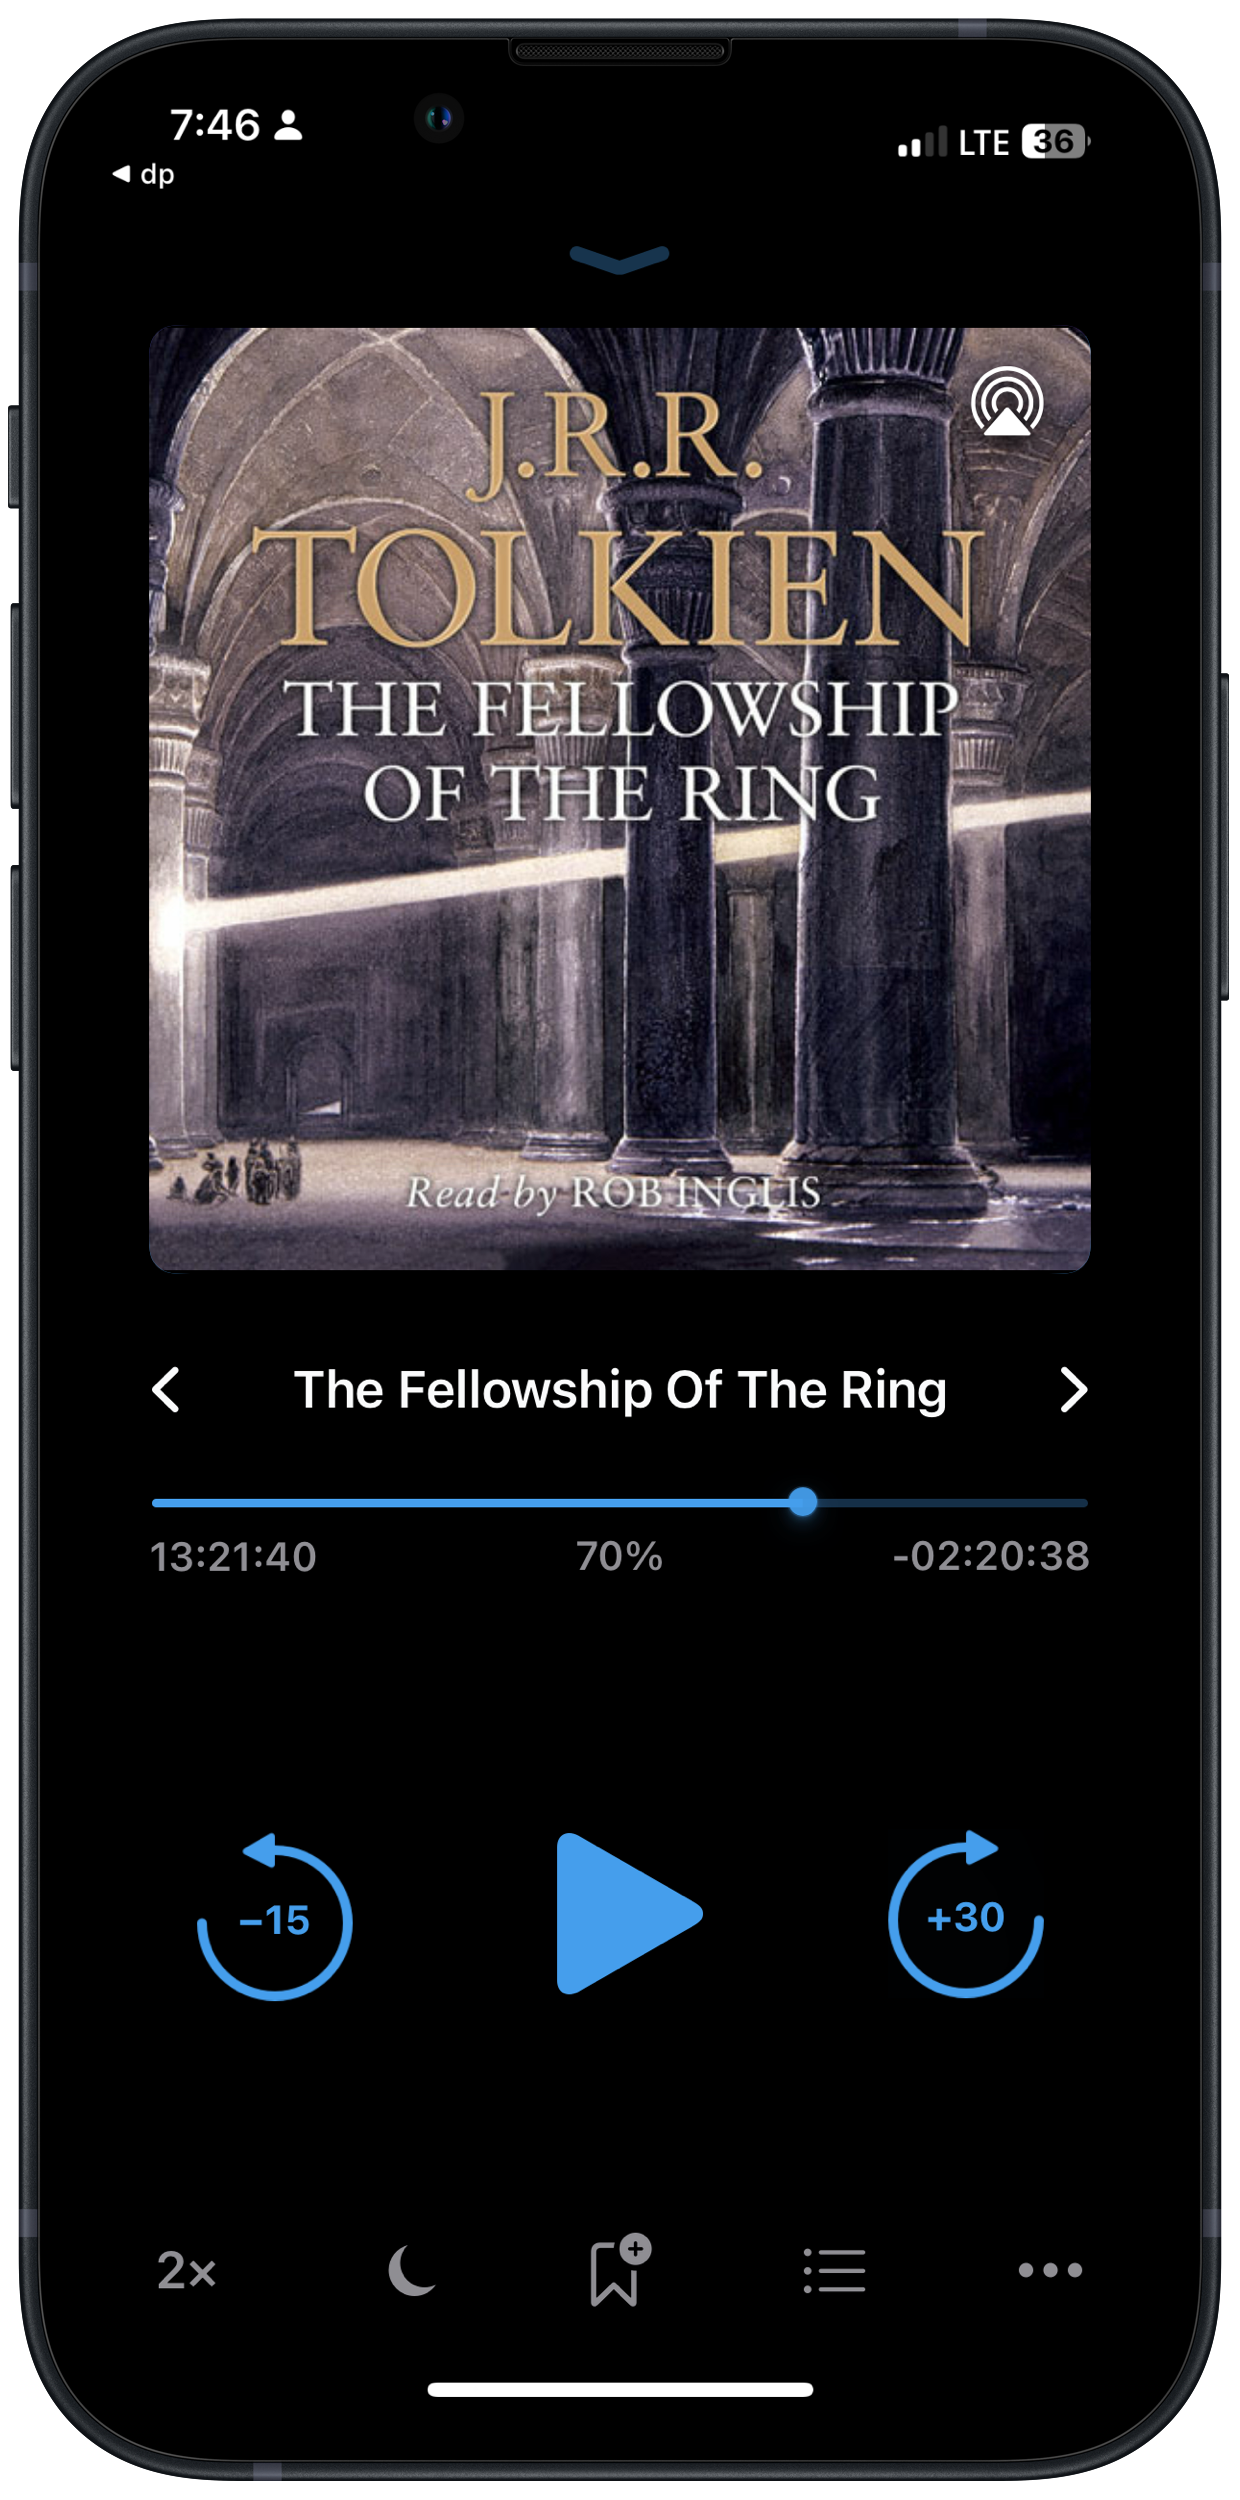 7:46
LTE 36
◀ dp
J.R.R.
TOLKIEN
THE FELLOWSHIP
OF THE RING
Read by ROB INGLIS
The Fellowship Of The Ring
13:21:40 70% -02:20:38
–15 +30
2×